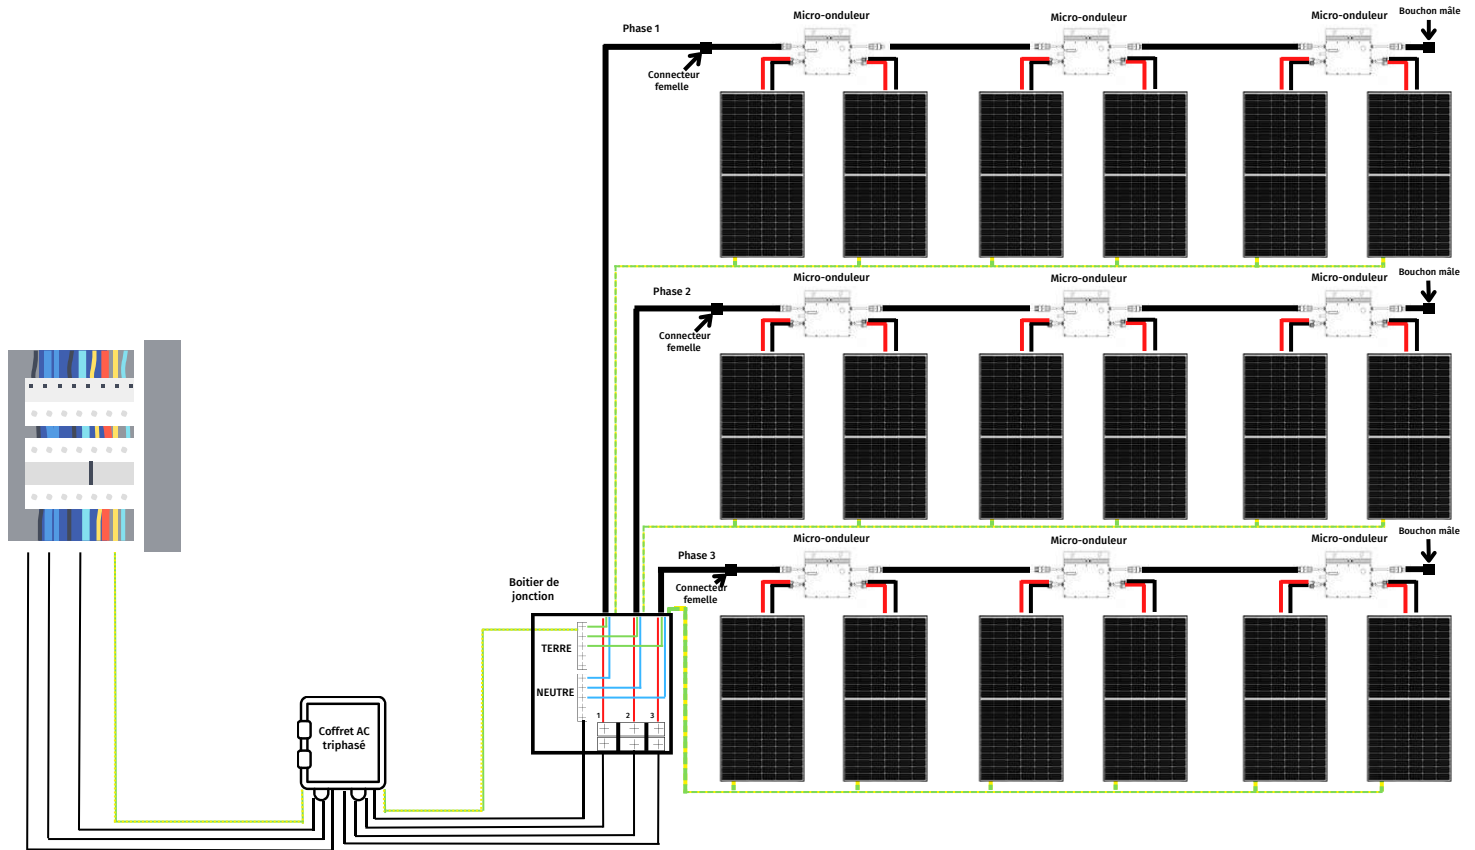 Phase 1
Micro-onduleur
Micro-onduleur
Micro-onduleur
Bouchon mâle
Connecteur
femelle
Phase 2
Micro-onduleur
Micro-onduleur
Micro-onduleur
Bouchon mâle
Connecteur
femelle
Phase 3
Micro-onduleur
Micro-onduleur
Micro-onduleur
Bouchon mâle
Connecteur
femelle
Boitier de
jonction
TERRE
NEUTRE
1 2 3
Coffret AC
triphasé